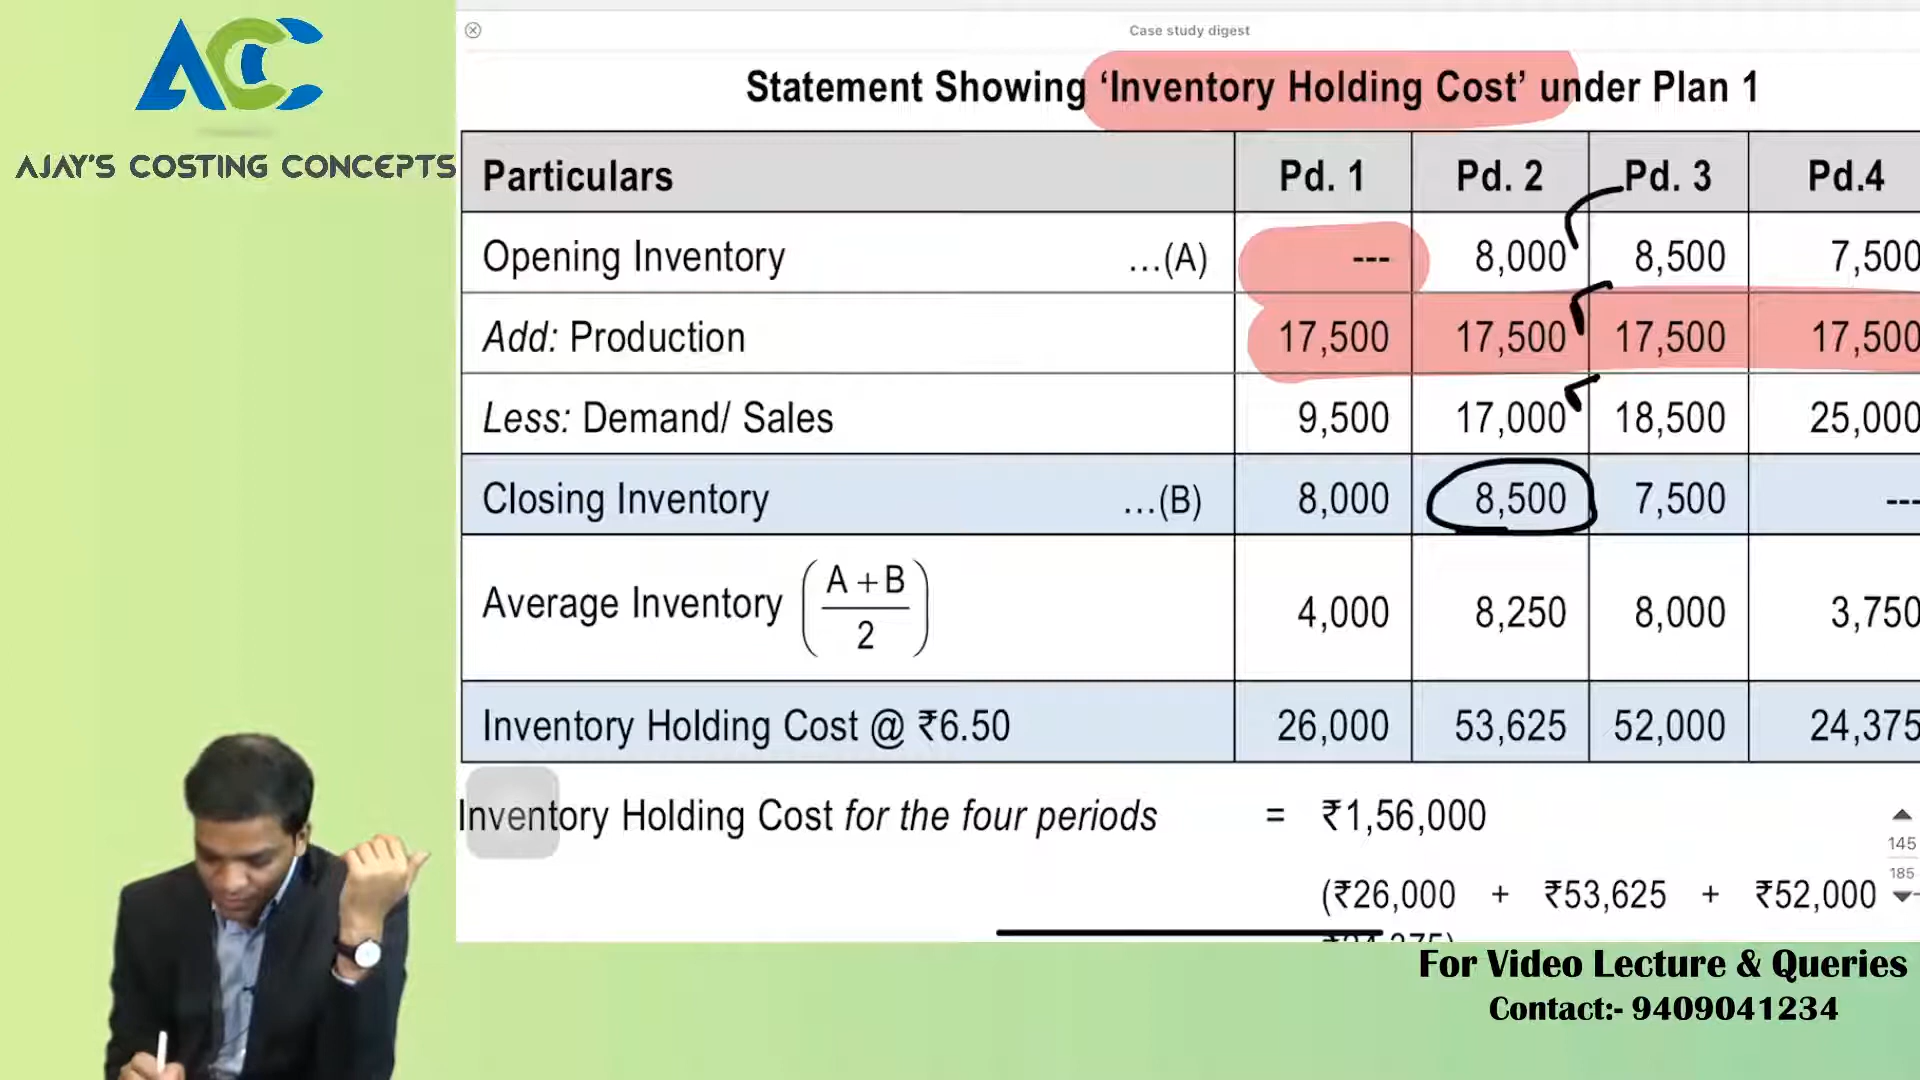 Case study digest
ACC
AJAY'S COSTING CONCEPTS
Statement Showing ‘Inventory Holding Cost’ under Plan 1
Particulars Pd. 1 Pd. 2 Pd. 3 Pd.4
Opening Inventory …(A) --- 8,000 8,500 7,500
Add: Production 17,500 17,500 17,500 17,500
Less: Demand/ Sales 9,500 17,000 18,500 25,000
Closing Inventory …(B) 8,000 8,500 7,500 ---
Average Inventory (A + B / 2) 4,000 8,250 8,000 3,750
Inventory Holding Cost @ ₹6.50 26,000 53,625 52,000 24,375
Inventory Holding Cost for the four periods = ₹1,56,000
(₹26,000 + ₹53,625 + ₹52,000
145
185
For Video Lecture & Queries
Contact:- 9409041234